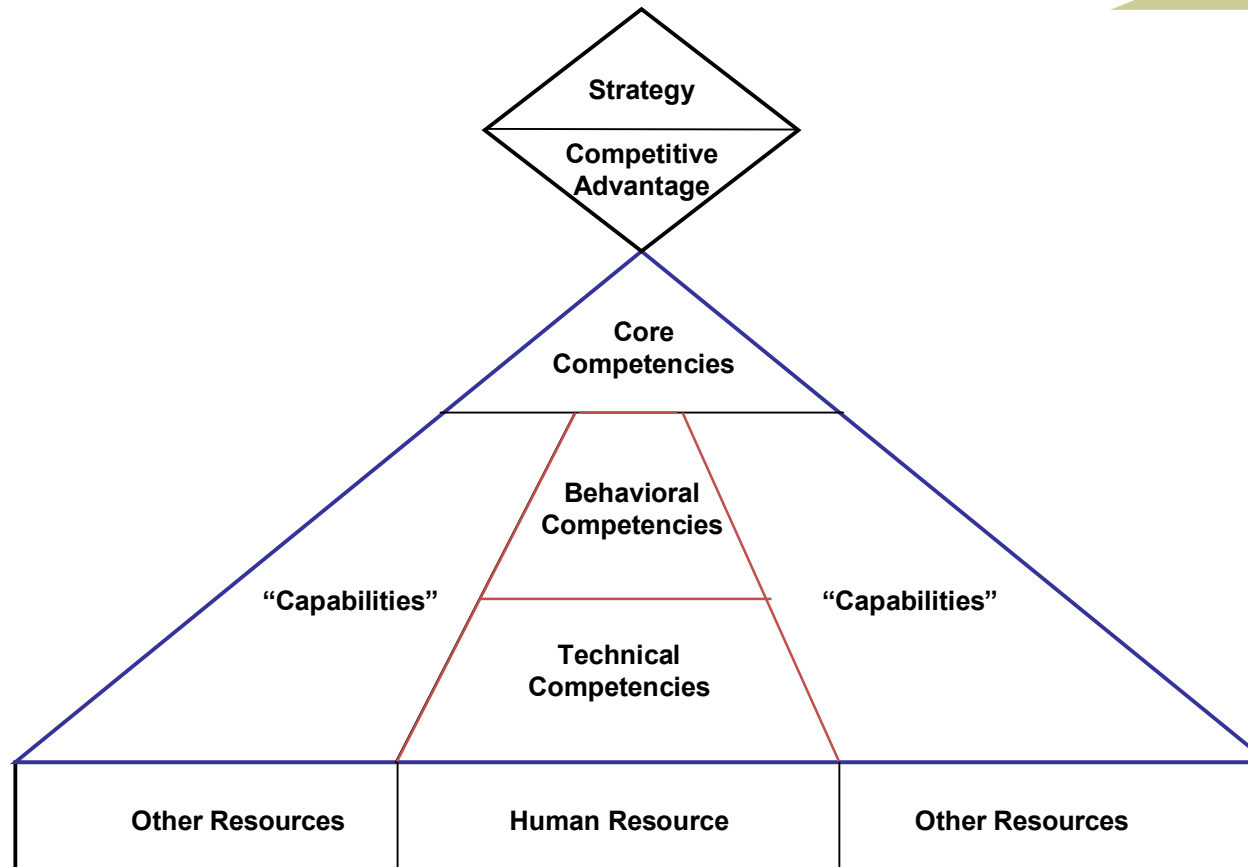 Strategy
Competitive
Advantage
Core
Competencies
Behavioral
Competencies
“Capabilities”
“Capabilities”
Technical
Competencies
Other Resources
Human Resource
Other Resources